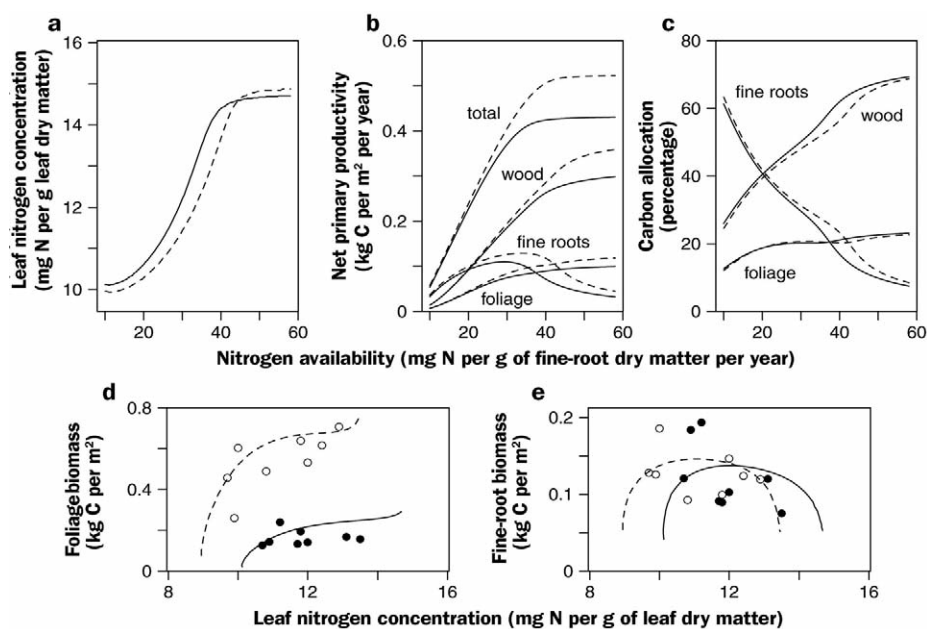 a
b
c
Leaf nitrogen concentration
(mg N per g leaf dry matter)
16
14
12
10
20
40
60
Net primary productivity
(kg C per m² per year)
0.6
0.4
0.2
0
total
wood
fine roots
foliage
20
40
60
Carbon allocation
(percentage)
80
60
40
20
0
fine roots
wood
foliage
20
40
60
Nitrogen availability (mg N per g of fine-root dry matter per year)
d
e
Foliagebiomass
(kg C per m²)
0.8
0.4
0
8
12
16
Fine-root biomass
(kg C per m²)
0.2
0.1
0
8
12
16
Leaf nitrogen concentration (mg N per g of leaf dry matter)